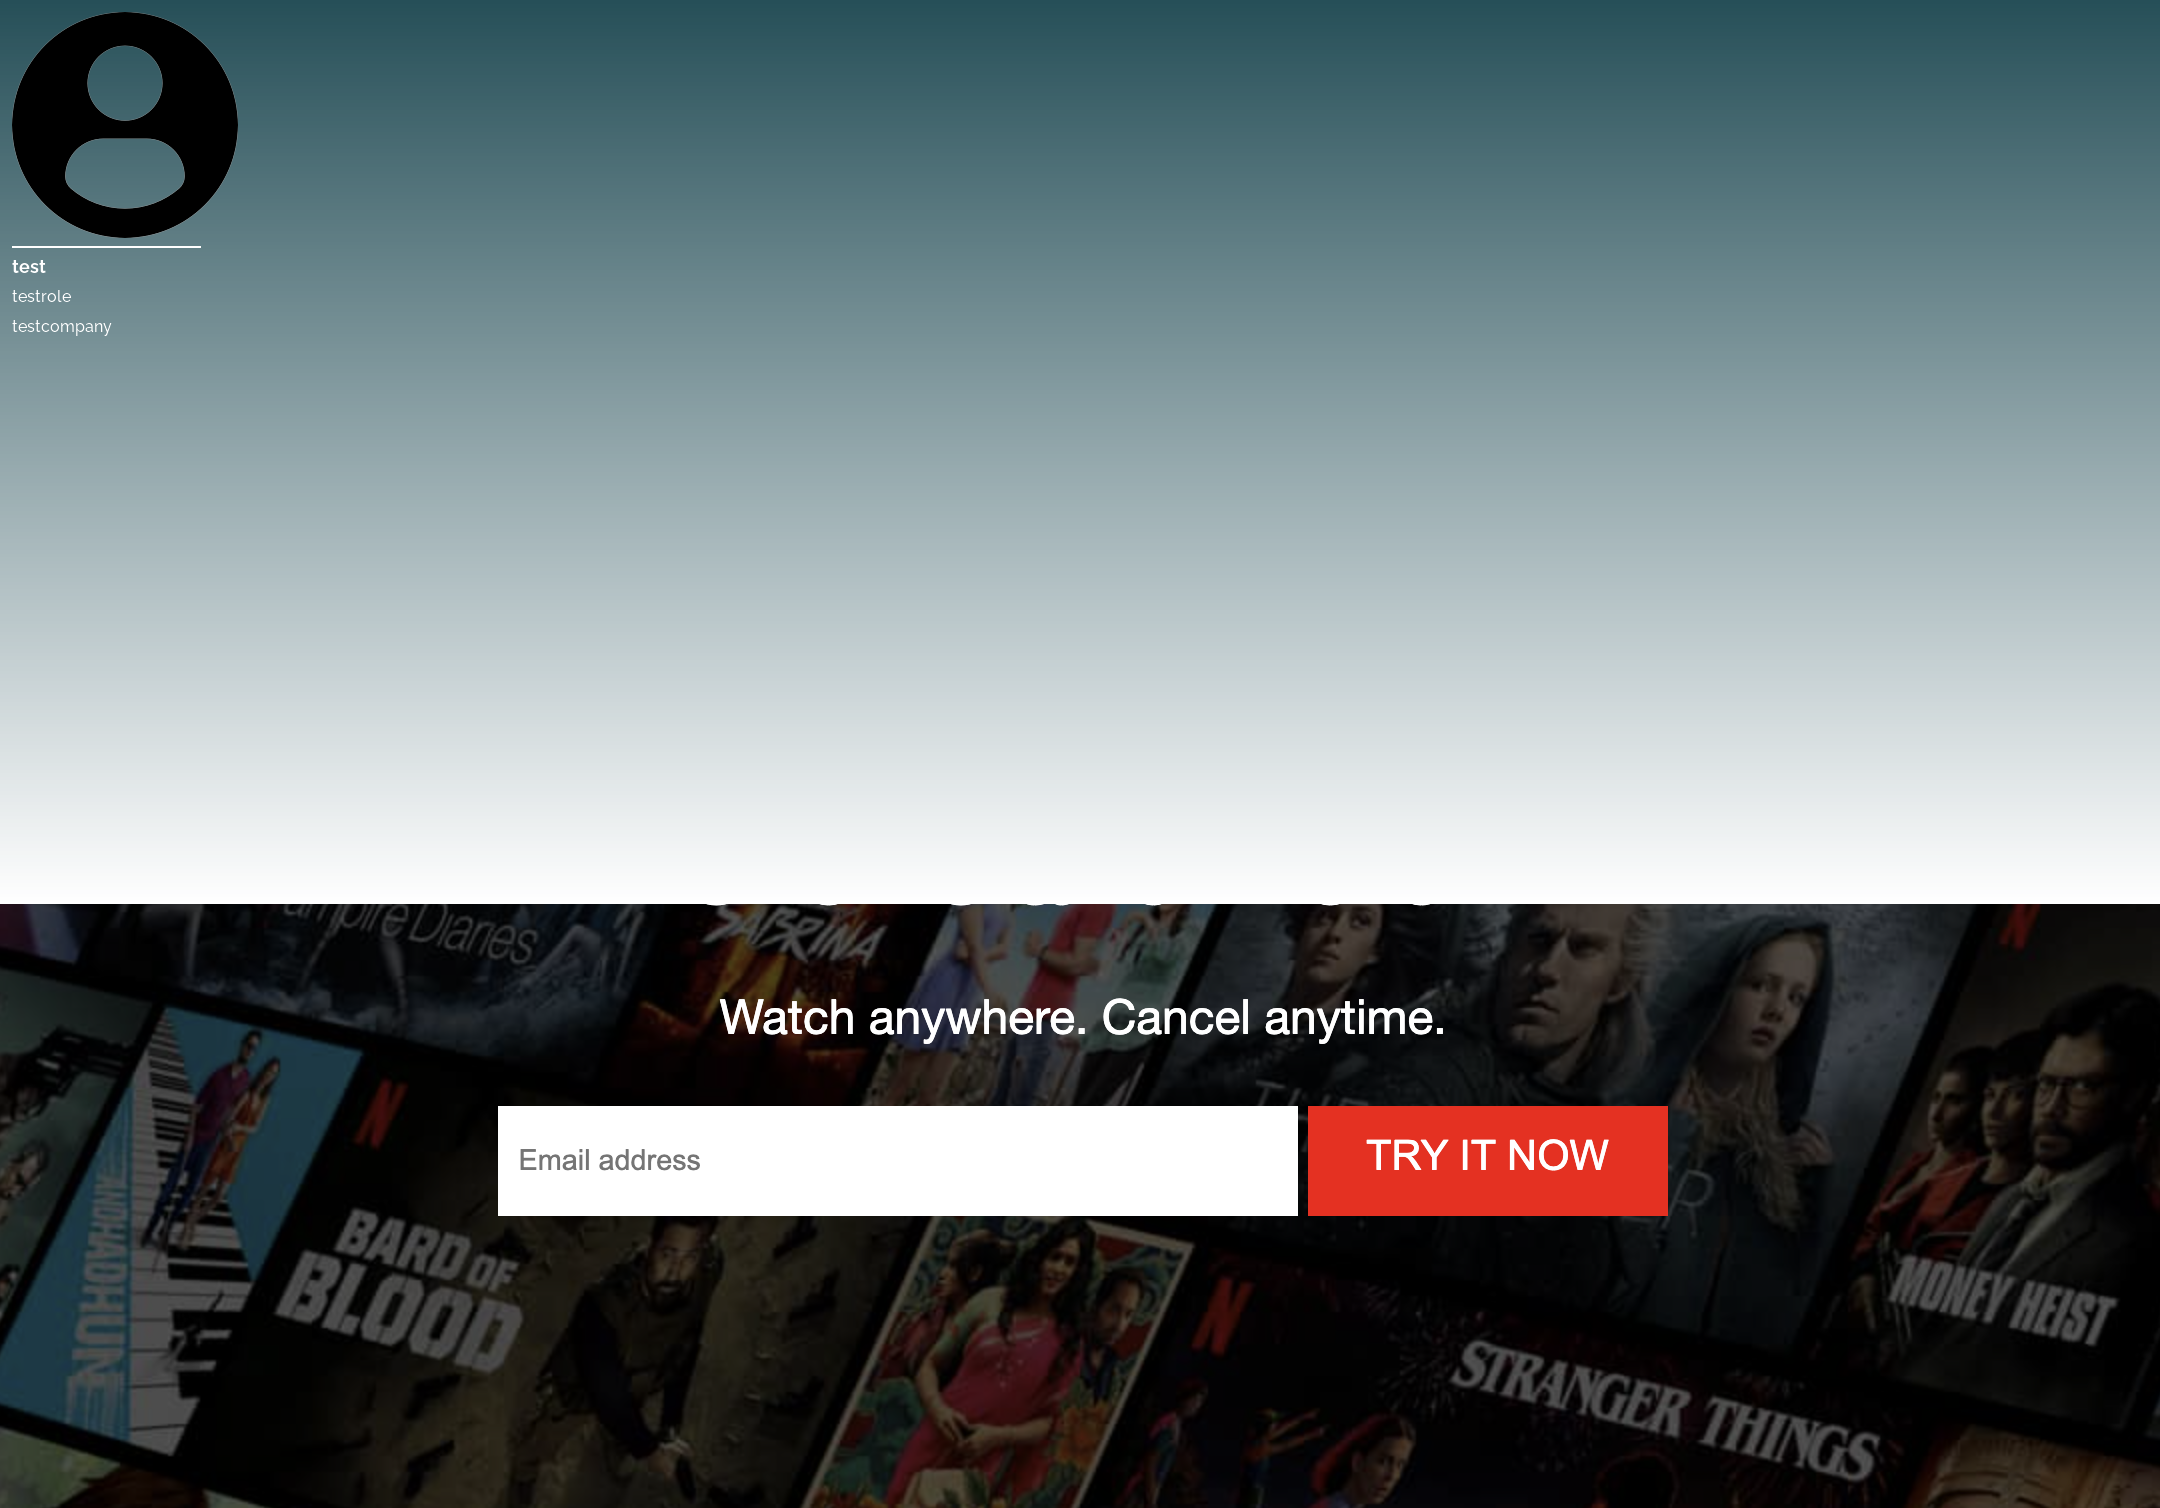 test
testrole
testcompany
Vampire Diaries
SABRINA
Watch anywhere. Cancel anytime.
Email address
TRY IT NOW
ANDHADHUN
BARD OF
BLOOD
MONEY HEIST
STRANGER THINGS